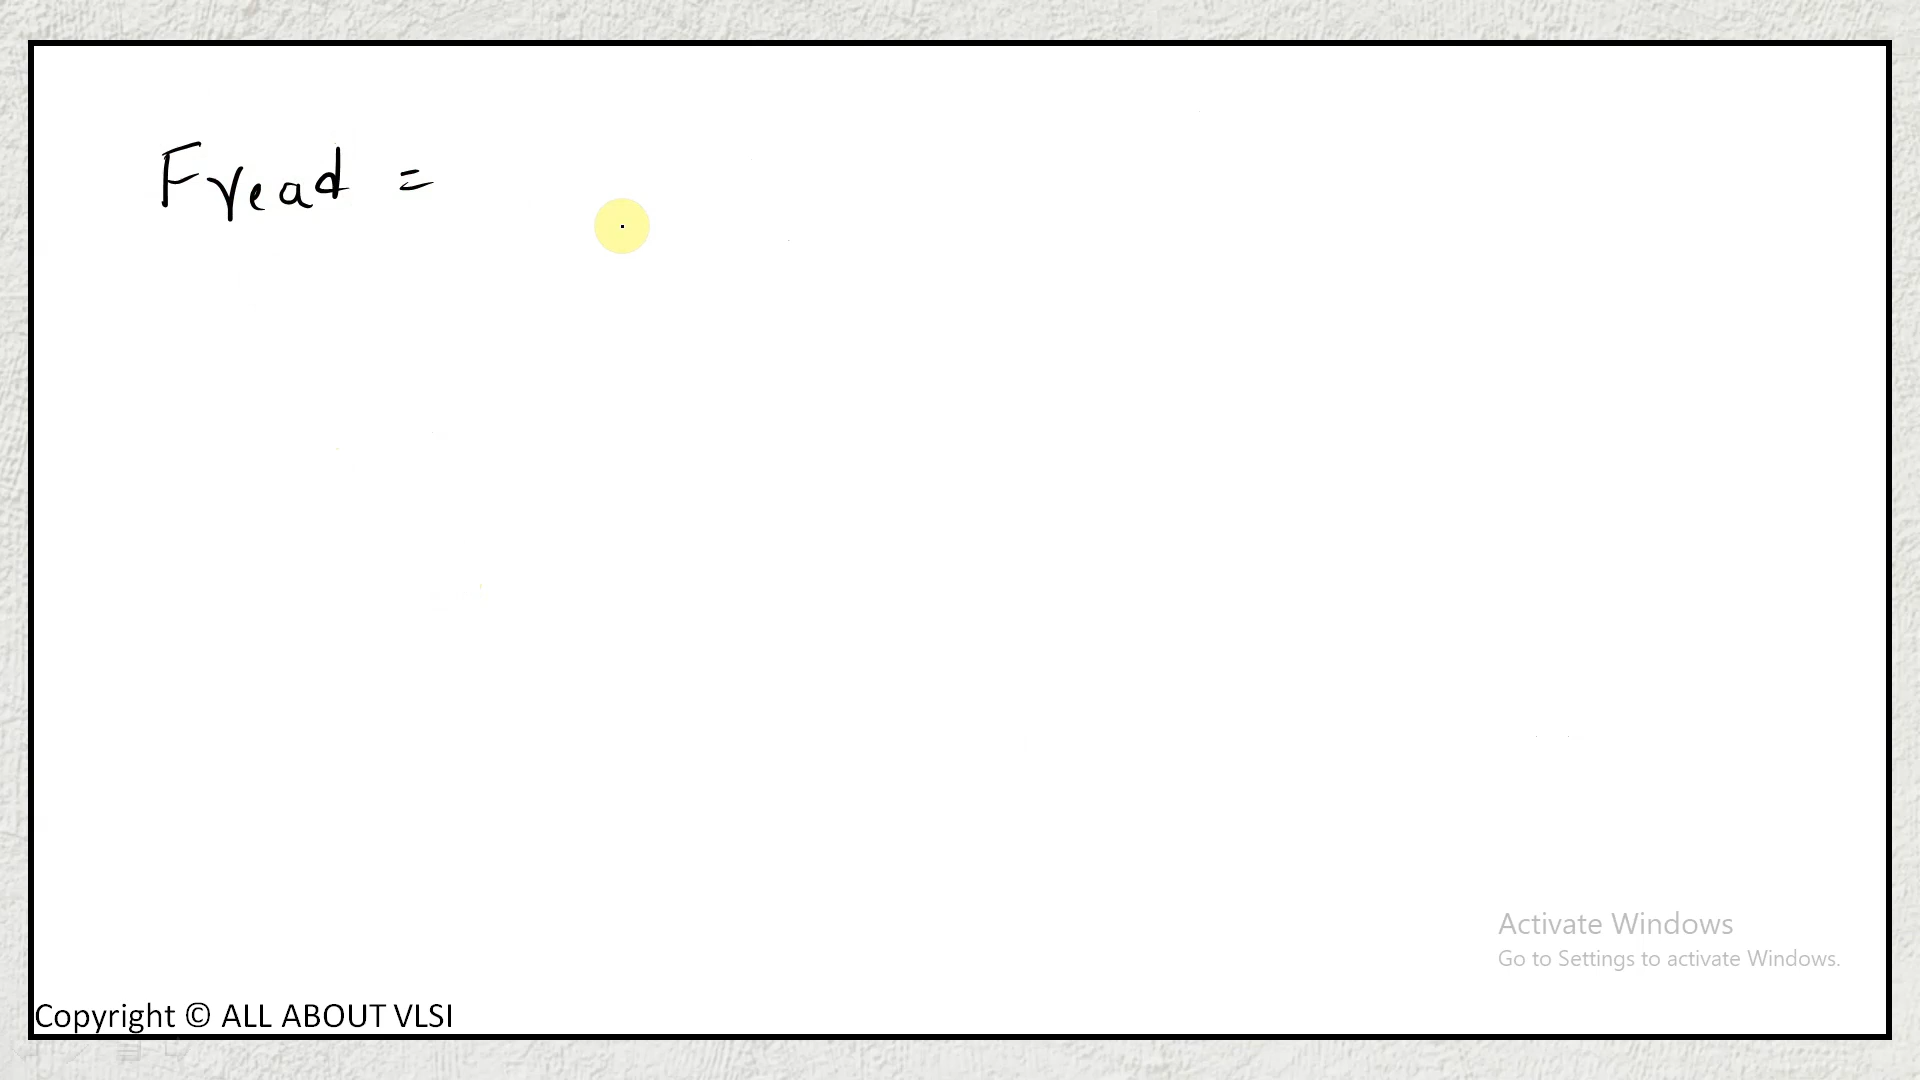 Fread =
Activate Windows
Go to Settings to activate Windows.
Copyright © ALL ABOUT VLSI